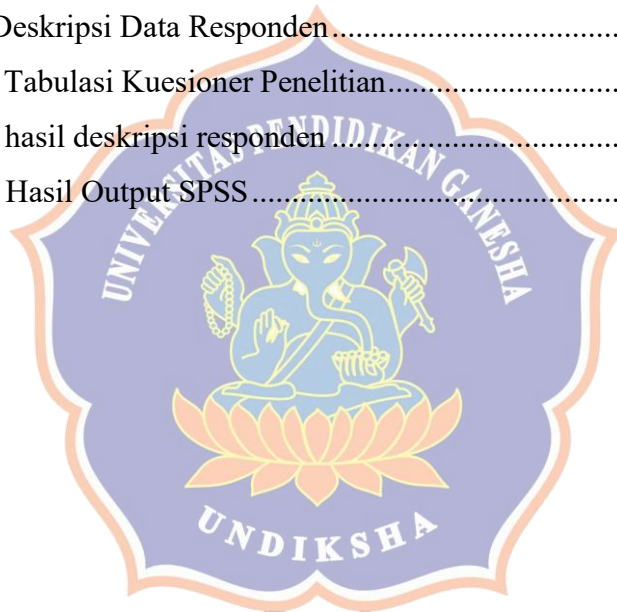 Deskripsi Data Responden....................................
Tabulasi Kuesioner Penelitian.............................
hasil deskripsi responden....................................
Hasil Output SPSS..............................................
UNIVERSITAS PENDIDIKAN GANESHA
UNDIKSHA